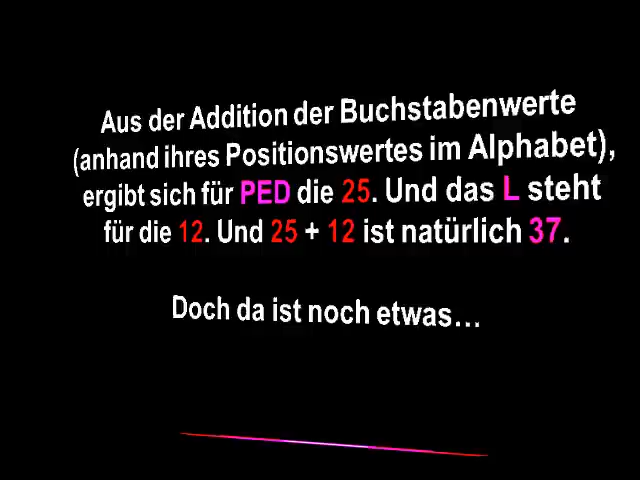 Aus der Addition der Buchstabenwerte
(anhand ihres Positionswertes im Alphabet),
ergibt sich für PED die 25. Und das L steht
für die 12. Und 25 + 12 ist natürlich 37.
Doch da ist noch etwas...